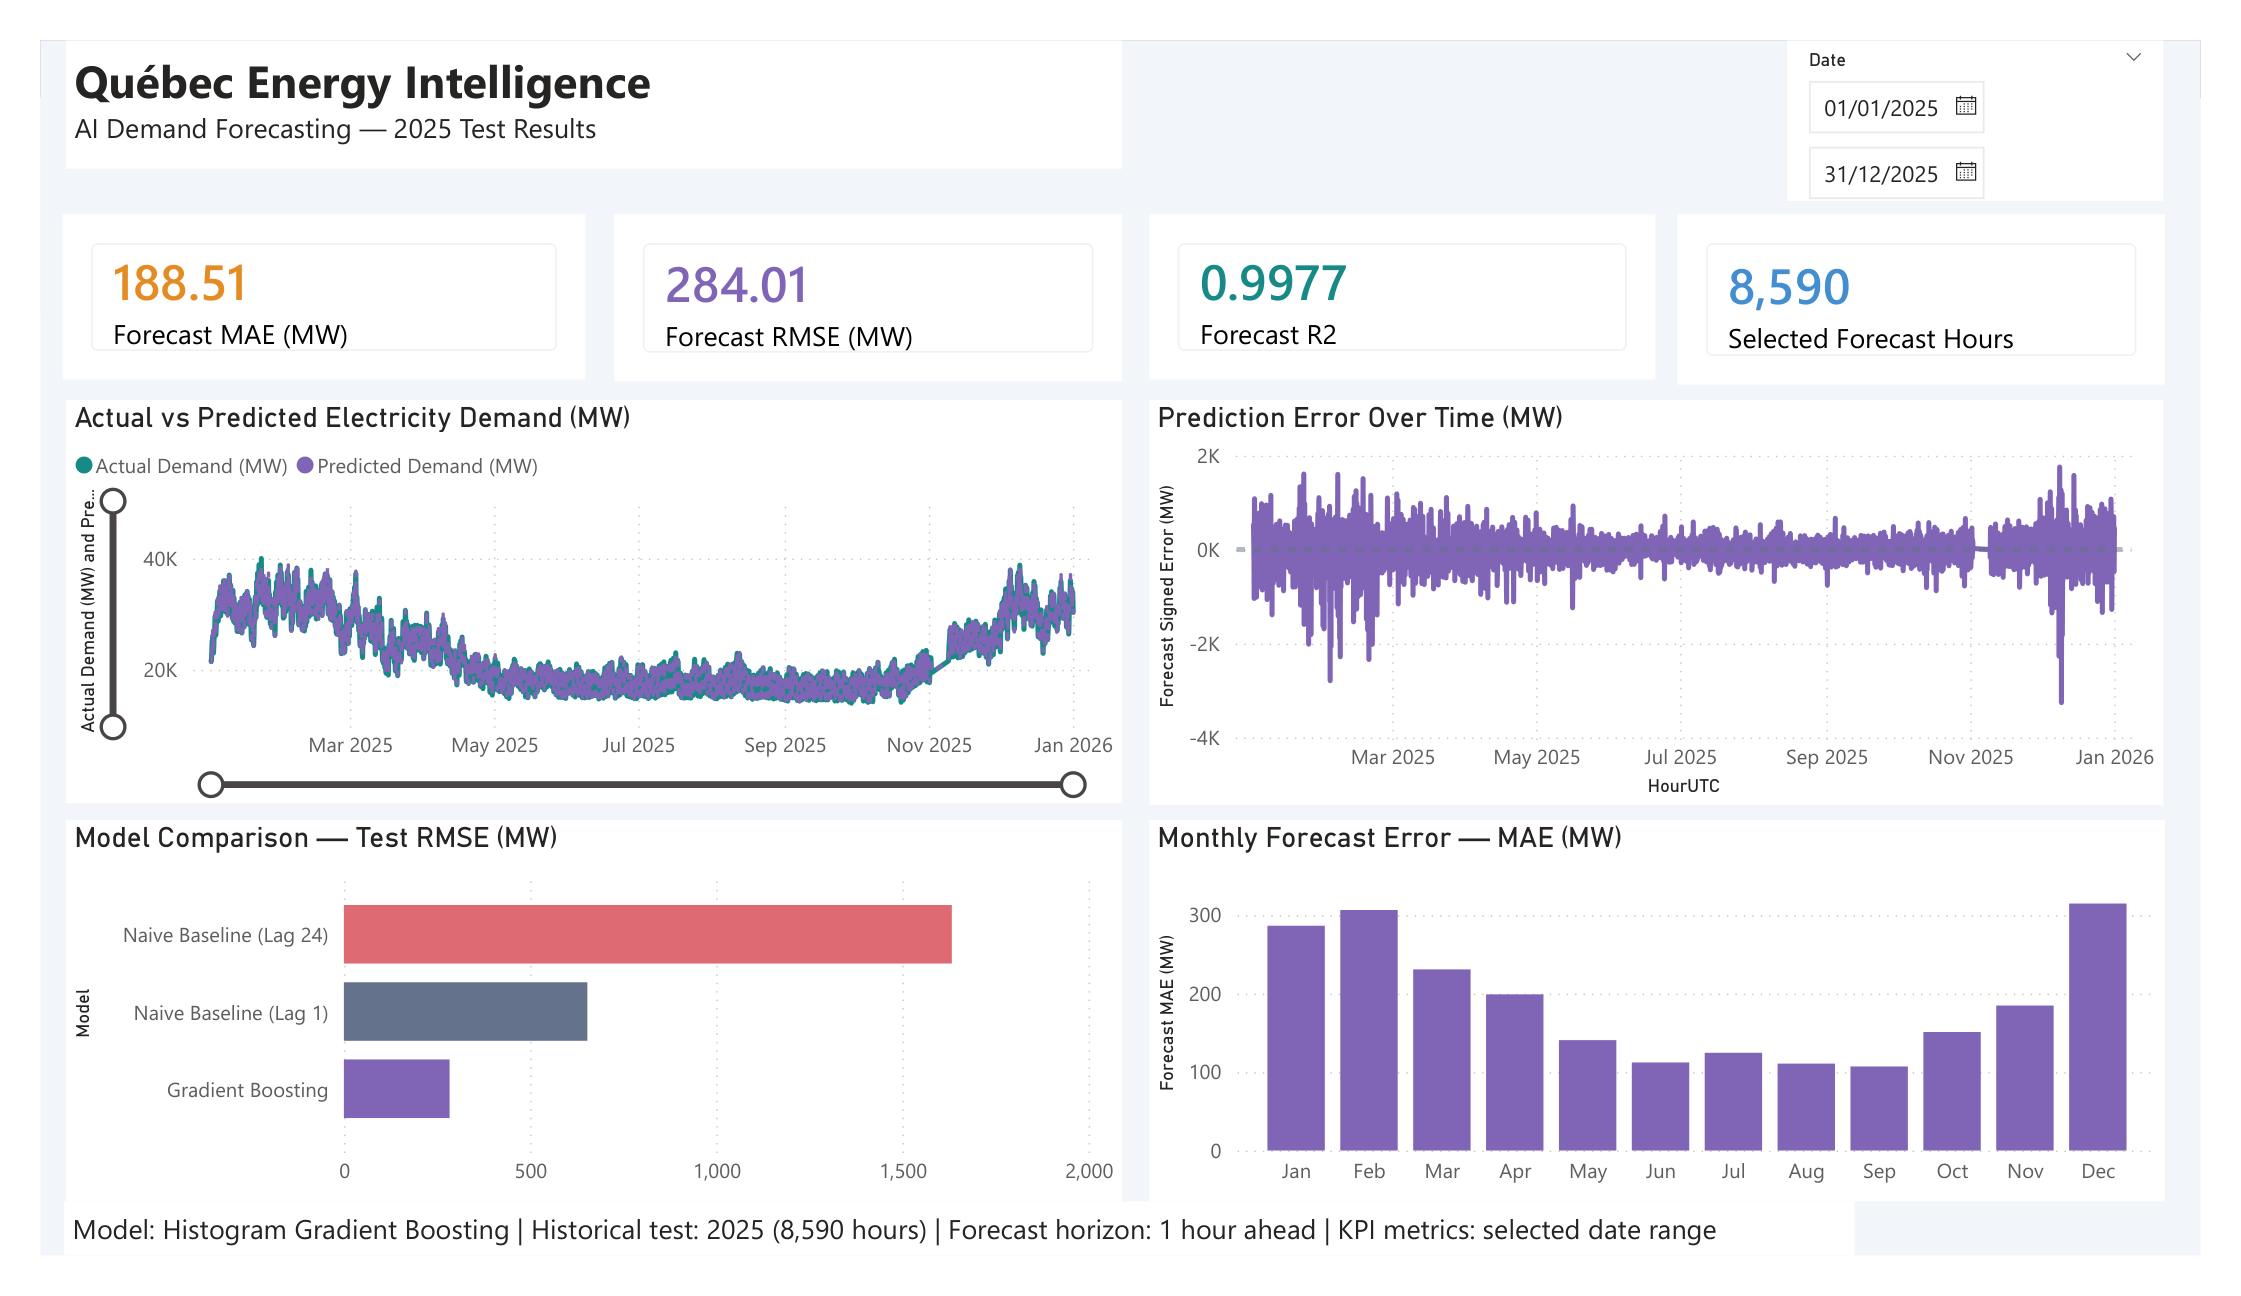 Québec Energy Intelligence
AI Demand Forecasting — 2025 Test Results
Date
01/01/2025
31/12/2025
188.51
Forecast MAE (MW)
284.01
Forecast RMSE (MW)
0.9977
Forecast R2
8,590
Selected Forecast Hours
Actual vs Predicted Electricity Demand (MW)
Actual Demand (MW) Predicted Demand (MW)
Actual Demand (MW) and Pre...
40K
20K
Mar 2025 May 2025 Jul 2025 Sep 2025 Nov 2025 Jan 2026
Prediction Error Over Time (MW)
Forecast Signed Error (MW)
2K
0K
-2K
-4K
Mar 2025 May 2025 Jul 2025 Sep 2025 Nov 2025 Jan 2026
HourUTC
Model Comparison — Test RMSE (MW)
Model
Naive Baseline (Lag 24)
Naive Baseline (Lag 1)
Gradient Boosting
0 500 1,000 1,500 2,000
Monthly Forecast Error — MAE (MW)
Forecast MAE (MW)
300
200
100
0
Jan Feb Mar Apr May Jun Jul Aug Sep Oct Nov Dec
Model: Histogram Gradient Boosting | Historical test: 2025 (8,590 hours) | Forecast horizon: 1 hour ahead | KPI metrics: selected date range